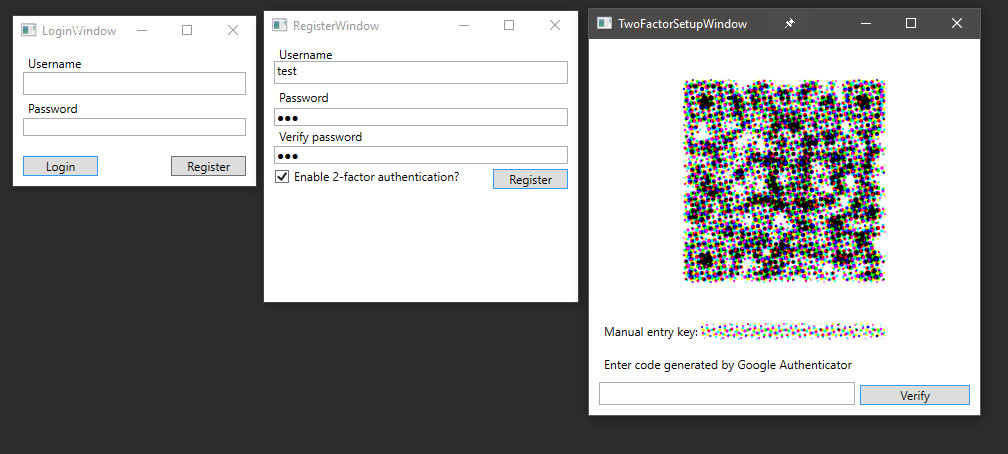 LoginWindow
Username
Password
Login
Register
RegisterWindow
Username
test
Password
Verify password
Enable 2-factor authentication?
Register
TwoFactorSetupWindow
Manual entry key:
Enter code generated by Google Authenticator
Verify